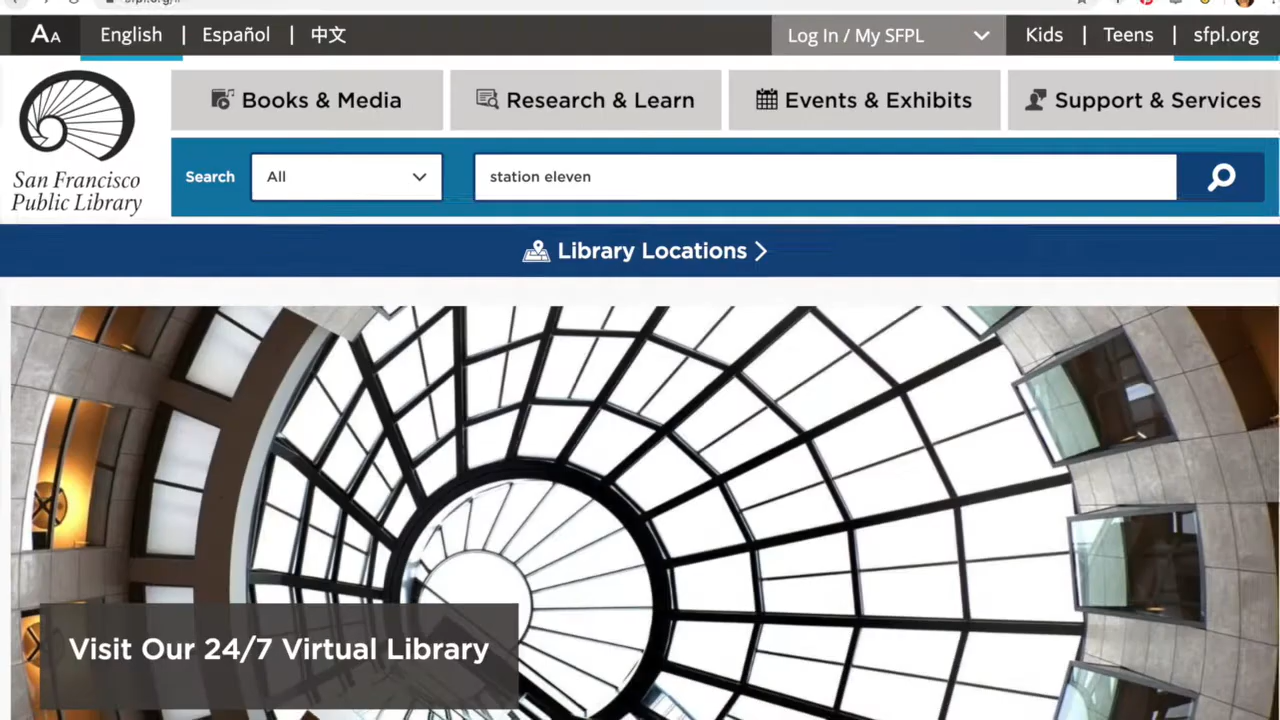 AA English | Español | 中文 Log In / My SFPL Kids | Teens | sfpl.org
Books & Media Research & Learn Events & Exhibits Support & Services
Search All station eleven
San Francisco
Public Library
Library Locations
Visit Our 24/7 Virtual Library